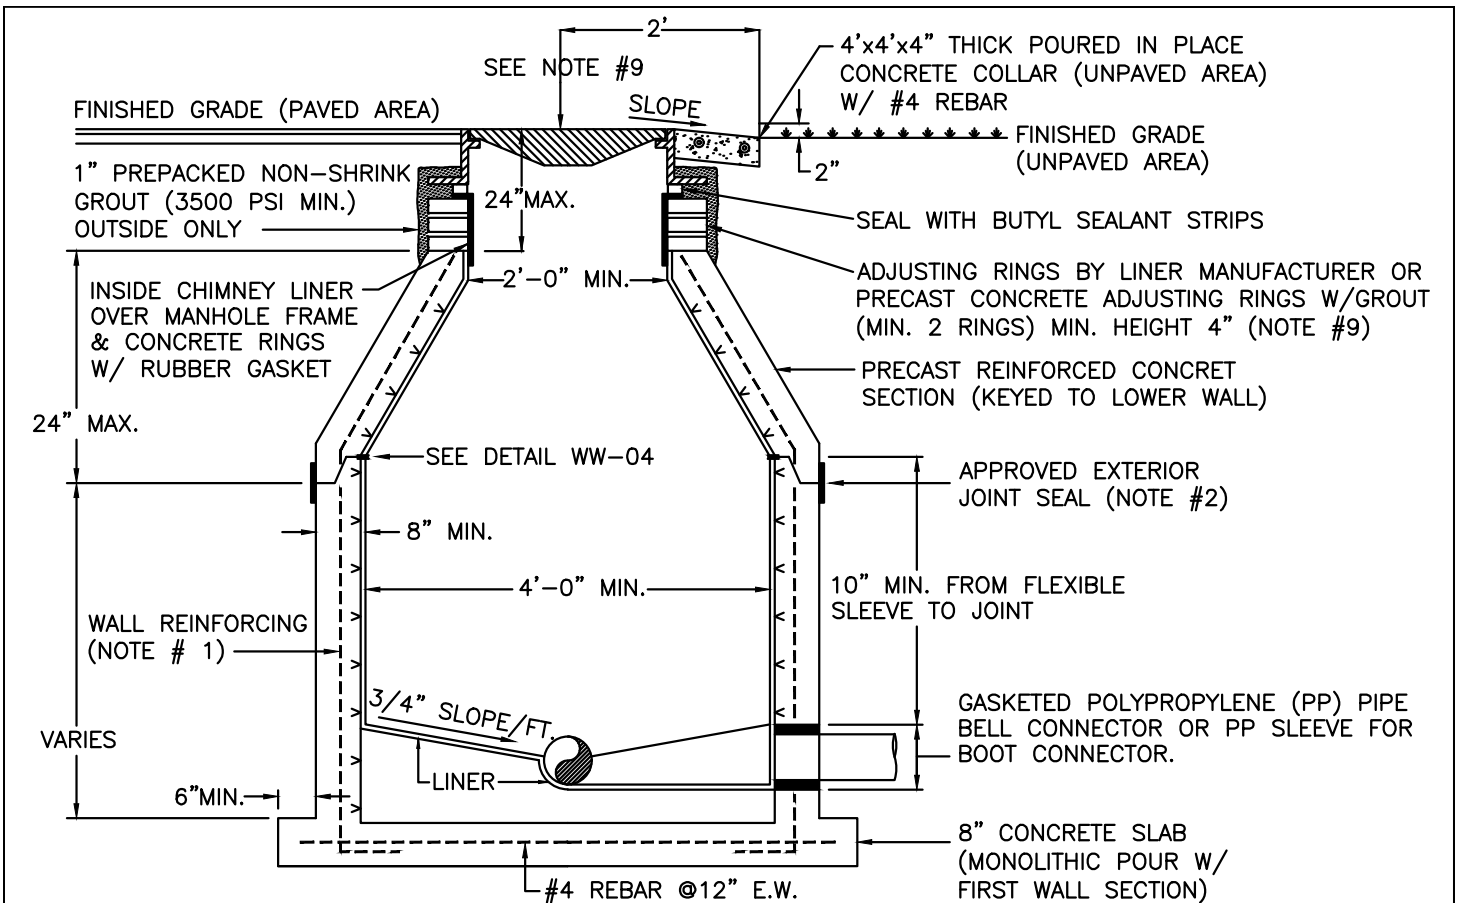 2'
SEE NOTE #9
4'x4'x4" THICK POURED IN PLACE
CONCRETE COLLAR (UNPAVED AREA)
W/ #4 REBAR
FINISHED GRADE (PAVED AREA)
SLOPE
FINISHED GRADE
(UNPAVED AREA)
2"
1" PREPACKED NON-SHRINK
GROUT (3500 PSI MIN.)
OUTSIDE ONLY
24"MAX.
SEAL WITH BUTYL SEALANT STRIPS
2'-0" MIN.
ADJUSTING RINGS BY LINER MANUFACTURER OR
PRECAST CONCRETE ADJUSTING RINGS W/GROUT
(MIN. 2 RINGS) MIN. HEIGHT 4" (NOTE #9)
INSIDE CHIMNEY LINER
OVER MANHOLE FRAME
& CONCRETE RINGS
W/ RUBBER GASKET
PRECAST REINFORCED CONCRET
SECTION (KEYED TO LOWER WALL)
24" MAX.
SEE DETAIL WW-04
APPROVED EXTERIOR
JOINT SEAL (NOTE #2)
8" MIN.
4'-0" MIN.
10" MIN. FROM FLEXIBLE
SLEEVE TO JOINT
WALL REINFORCING
(NOTE # 1)
3/4" SLOPE/FT.
GASKETED POLYPROPYLENE (PP) PIPE
BELL CONNECTOR OR PP SLEEVE FOR
BOOT CONNECTOR.
VARIES
LINER
6"MIN.
8" CONCRETE SLAB
(MONOLITHIC POUR W/
FIRST WALL SECTION)
#4 REBAR @12" E.W.